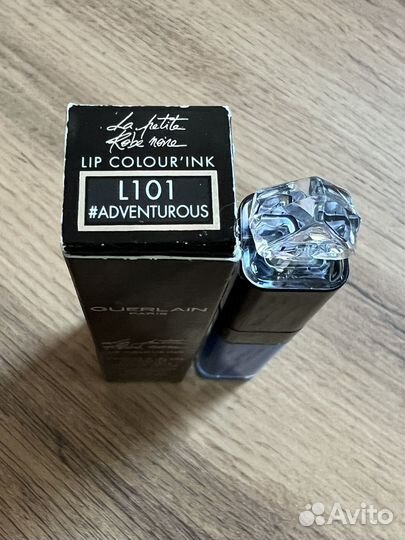 La petite
Robe noire
LIP COLOUR'INK
L101
#ADVENTUROUS
GUERLAIN
PARIS
Avito